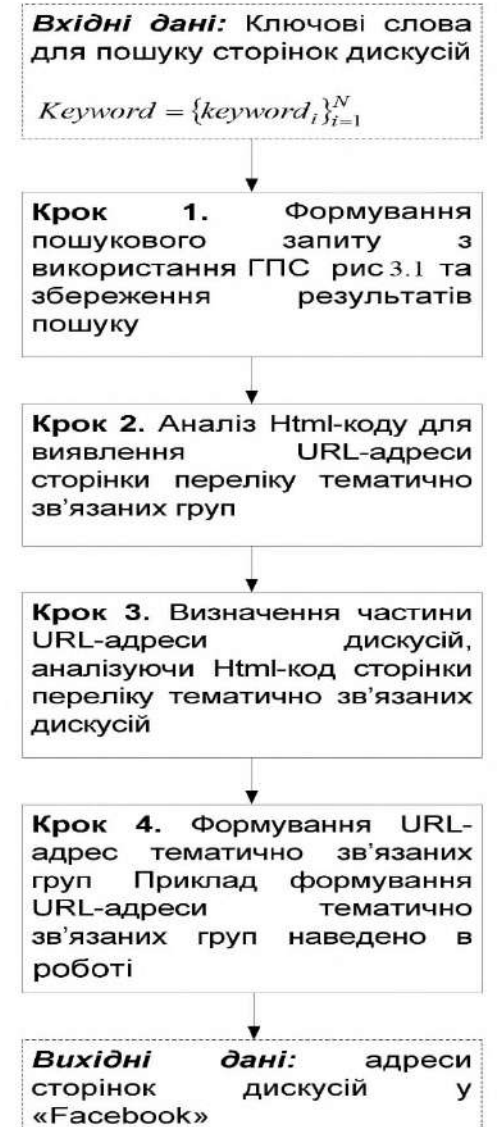 Вхідні дані: Ключові слова
для пошуку сторінок дискусій
Keyword = {keyword_i}_{i=1}^{N}
Крок 1. Формування
пошукового запиту з
використання ГПС рис 3.1 та
збереження результатів
пошуку
Крок 2. Аналіз Html-коду для
виявлення URL-адреси
сторінки переліку тематично
зв'язаних груп
Крок 3. Визначення частини
URL-адреси дискусій,
аналізуючи Html-код сторінки
переліку тематично зв'язаних
дискусій
Крок 4. Формування URL-
адрес тематично зв'язаних
груп Приклад формування
URL-адреси тематично
зв'язаних груп наведено в
роботі
Вихідні дані: адреси
сторінок дискусій у
«Facebook»